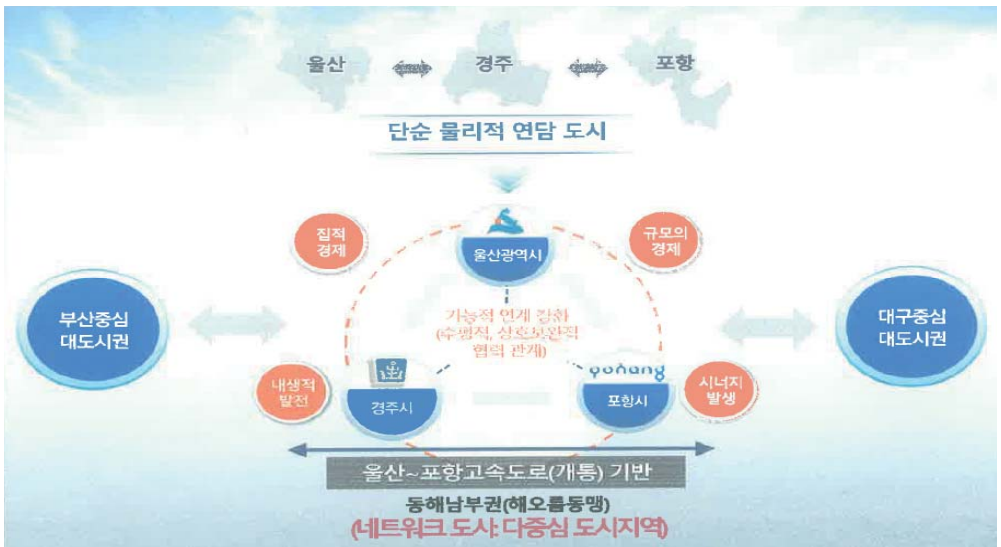 울산
경주
포항
단순 물리적 연담 도시
집적
경제
규모의
경제
울산광역시
부산중심
대도시권
대구중심
대도시권
기능적 연계 강화
(수평적, 상호보완적
협력 관계)
내생적
발전
경주시
pohang
포항시
시너지
발생
울산~포항고속도로(개통) 기반
동해남부권(해오름동맹)
(네트워크 도시: 다중심 도시지역)